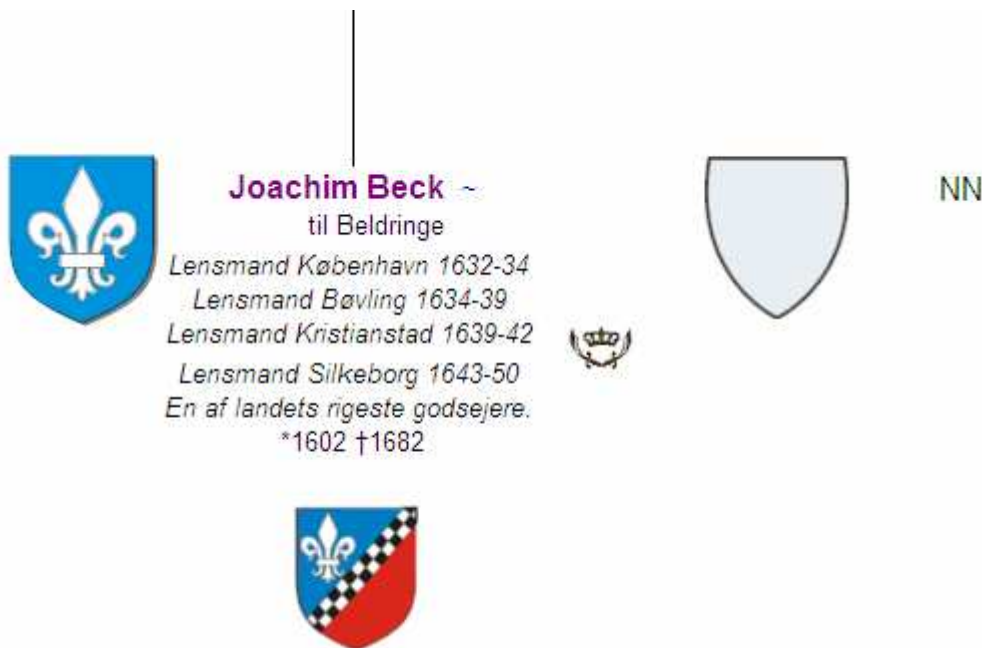 Joachim Beck ~
NN
til Beldringe
Lensmand København 1632-34
Lensmand Bøvling 1634-39
Lensmand Kristianstad 1639-42
Lensmand Silkeborg 1643-50
En af landets rigeste godsejere.
*1602 †1682